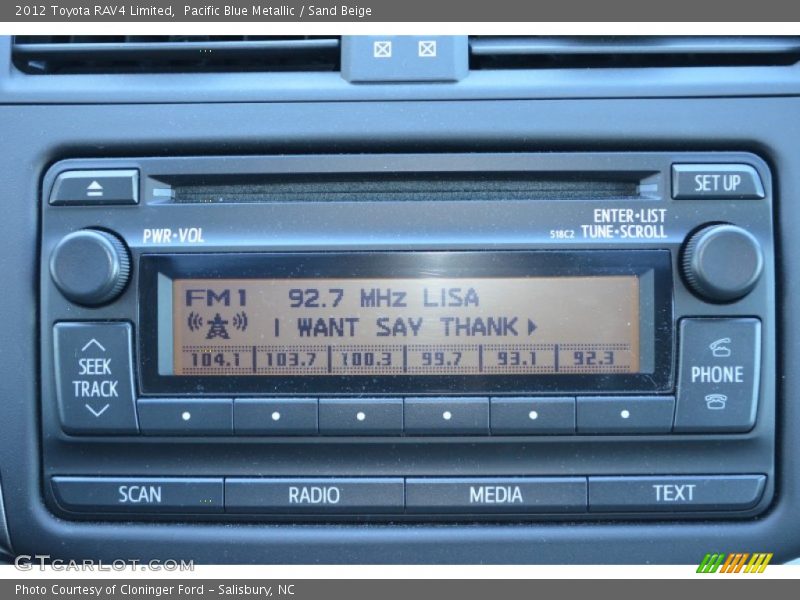 2012 Toyota RAV4 Limited,  Pacific Blue Metallic / Sand Beige
SET UP
PWR•VOL
ENTER•LIST
518C2 TUNE•SCROLL
FM1 92.7 MHz LISA
I WANT SAY THANK
104.1 103.7 100.3 99.7 93.1 92.3
SEEK
TRACK
PHONE
SCAN RADIO MEDIA TEXT
GTCARLOT.COM
Photo Courtesy of Cloninger Ford – Salisbury, NC